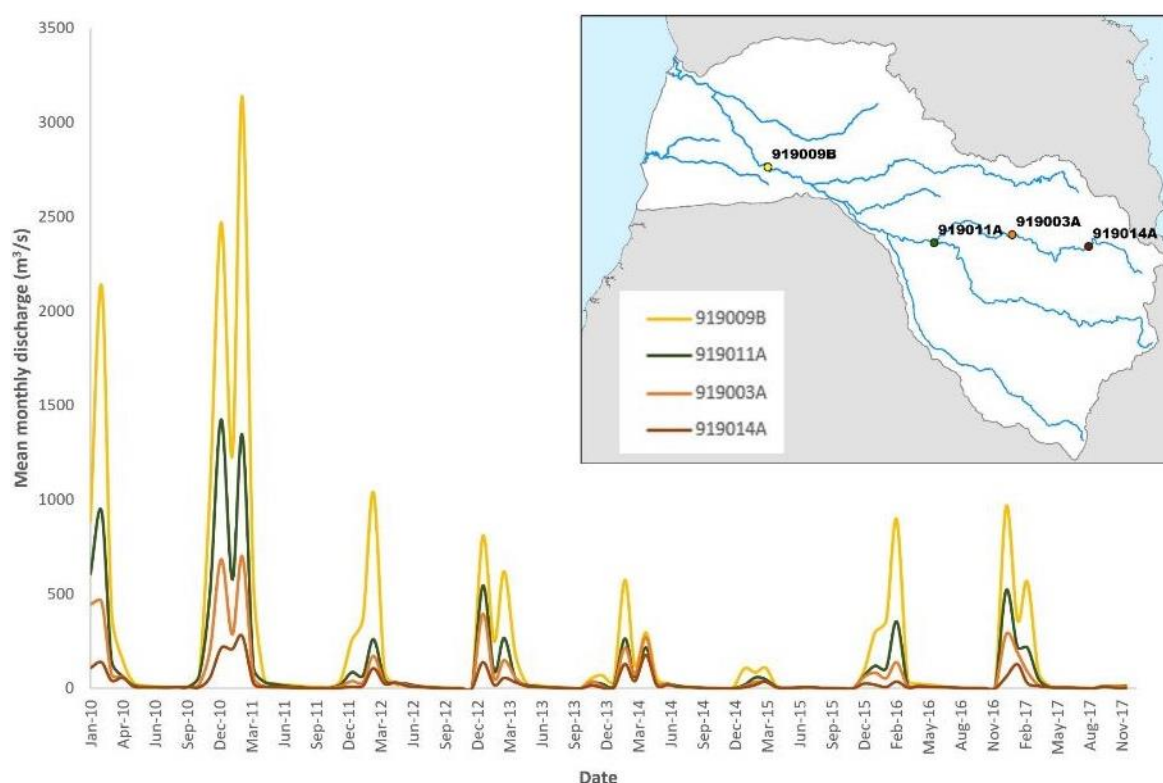 3500
3000
2500
2000
1500
1000
500
0
Mean monthly discharge (m³/s)
Jan-10
Apr-10
Jun-10
Sep-10
Dec-10
Mar-11
Jun-11
Sep-11
Dec-11
Mar-12
Jun-12
Sep-12
Dec-12
Mar-13
Jun-13
Sep-13
Dec-13
Mar-14
Jun-14
Sep-14
Dec-14
Mar-15
Jun-15
Sep-15
Dec-15
Feb-16
May-16
Aug-16
Nov-16
Feb-17
May-17
Aug-17
Nov-17
Date
919009B
919003A
919011A
919014A
919009B
919011A
919003A
919014A